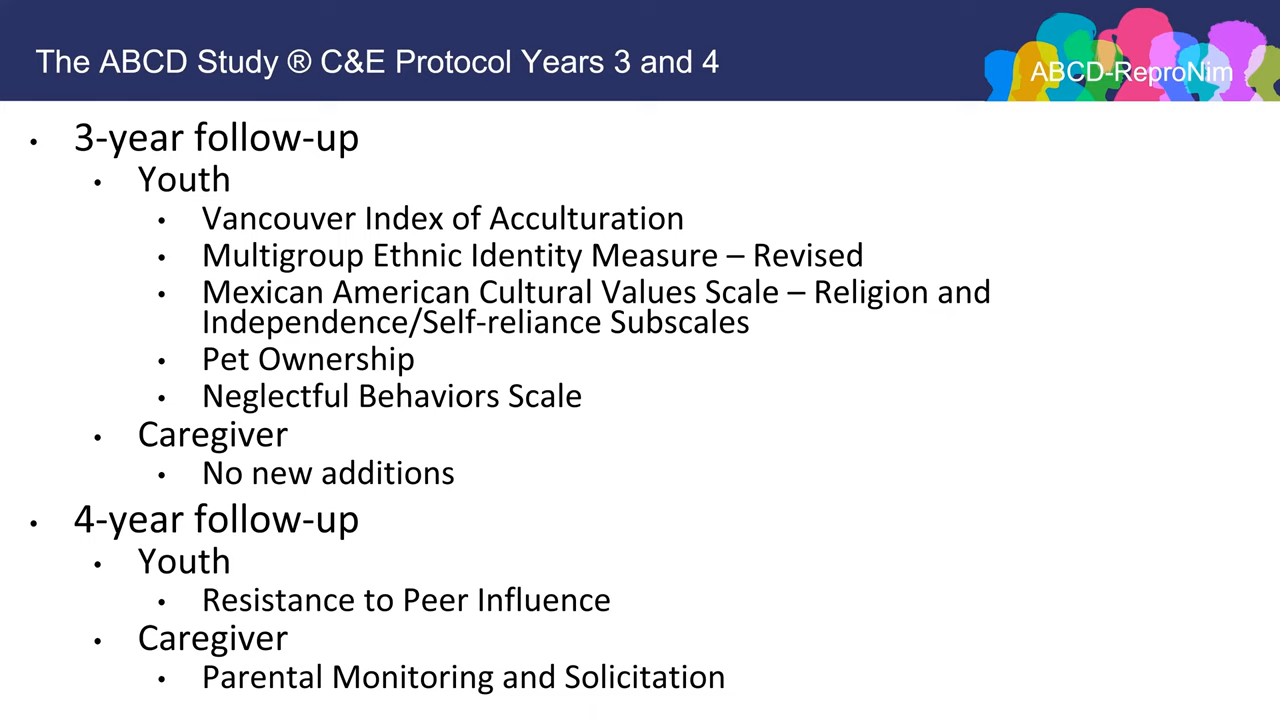 The ABCD Study ® C&E Protocol Years 3 and 4
ABCD-ReproNim
• 3-year follow-up
• Youth
• Vancouver Index of Acculturation
• Multigroup Ethnic Identity Measure – Revised
• Mexican American Cultural Values Scale – Religion and
Independence/Self-reliance Subscales
• Pet Ownership
• Neglectful Behaviors Scale
• Caregiver
• No new additions
• 4-year follow-up
• Youth
• Resistance to Peer Influence
• Caregiver
• Parental Monitoring and Solicitation